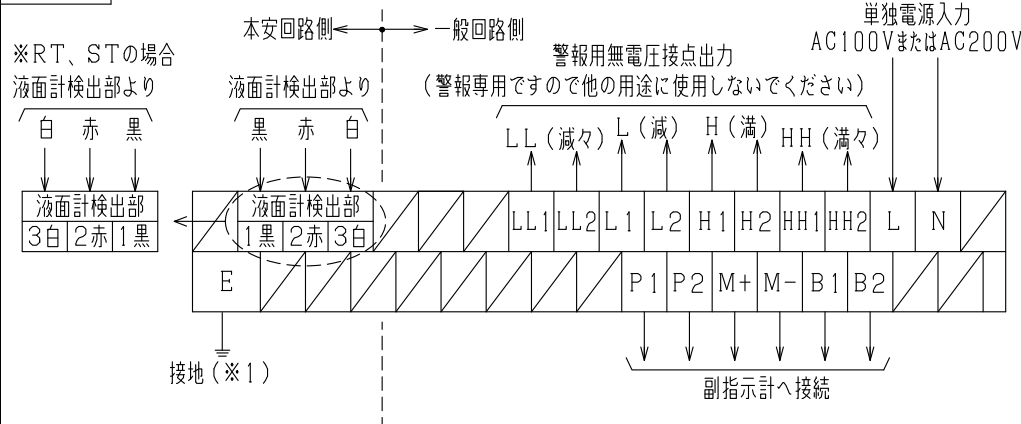 本安回路側 一般回路側
単独電源入力
AC100VまたはAC200V
※RT、STの場合
液面計検出部より
白 赤 黒
液面計検出部より
黒 赤 白
警報用無電圧接点出力
(警報専用ですので他の用途に使用しないでください)
LL(減々) L(減) H(満) HH(満々)
液面計検出部
3白 2赤 1黒
液面計検出部
1黒 2赤 3白
LL1 LL2 L1 L2 H1 H2 HH1 HH2 L N
E P1 P2 M+ M- B1 B2
接地(※1)
副指示計へ接続